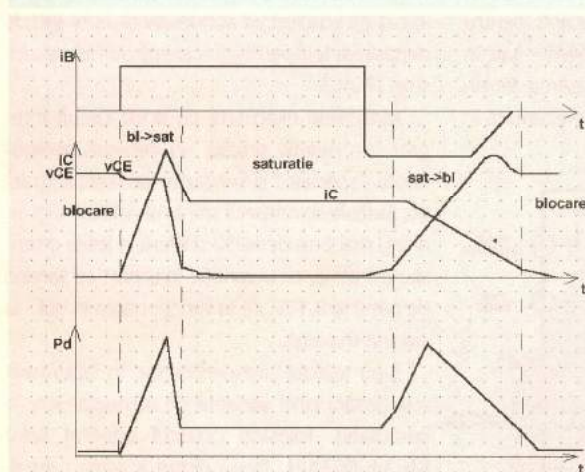 iB
t
bl->sat
iC
vCE
vCE
saturatie
sat->bl
iC
blocare
blocare
t
Pd
t